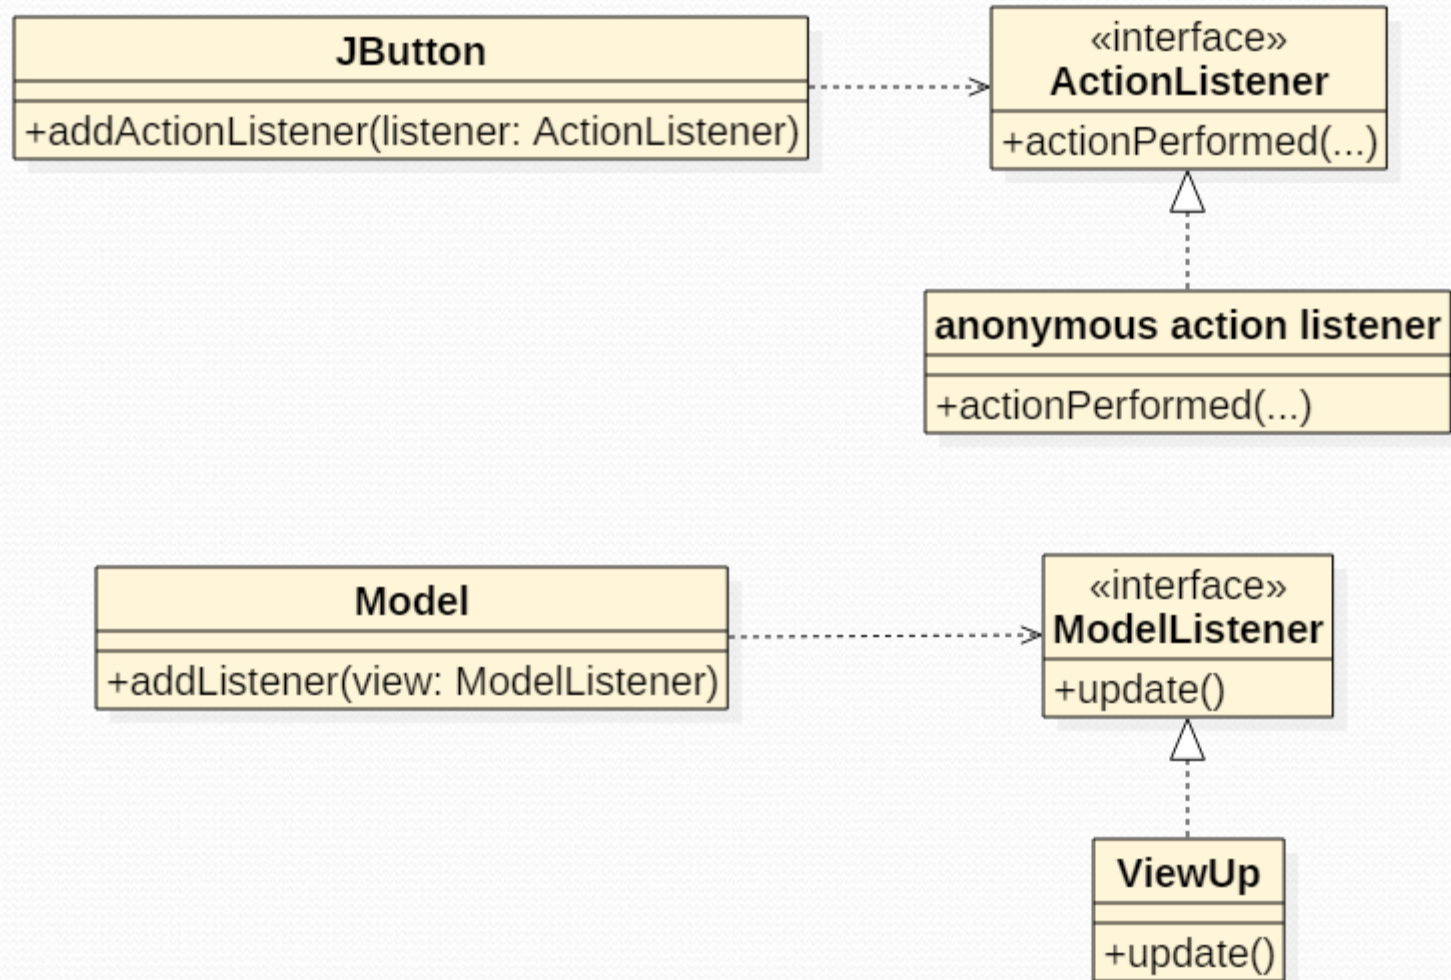 JButton
+addActionListener(listener: ActionListener)
«interface»
ActionListener
+actionPerformed(...)
anonymous action listener
+actionPerformed(...)
Model
+addListener(view: ModelListener)
«interface»
ModelListener
+update()
ViewUp
+update()